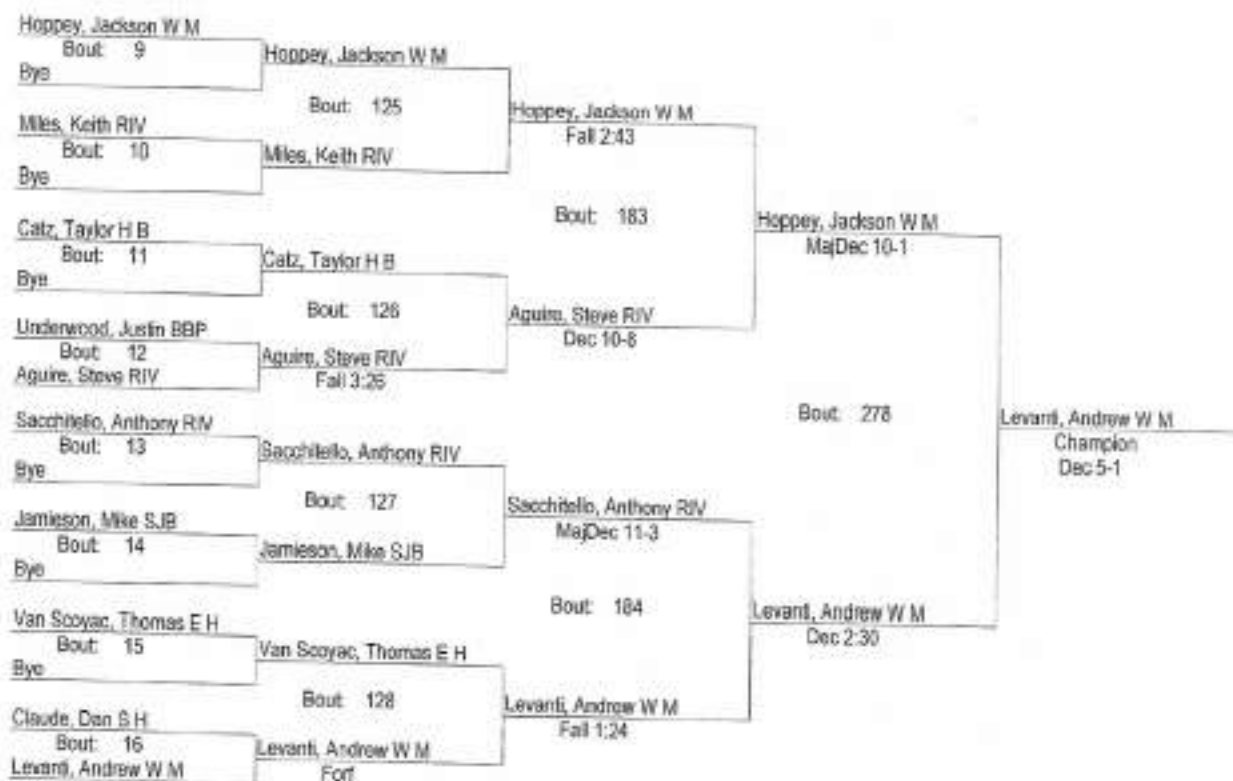 Hoppey, Jackson W M
Bout: 9
Bye
Miles, Keith RIV
Bout: 10
Bye
Catz, Taylor H B
Bout: 11
Bye
Underwood, Justin BBP
Bout: 12
Aguire, Steve RIV
Sacchitello, Anthony RIV
Bout: 13
Bye
Jamieson, Mike SJB
Bout: 14
Bye
Van Scoyac, Thomas E H
Bout: 15
Bye
Claude, Dan S H
Bout: 16
Levanti, Andrew W M
Hoppey, Jackson W M
Bout: 125
Miles, Keith RIV
Catz, Taylor H B
Bout: 126
Aguire, Steve RIV
Fall 3:26
Sacchitello, Anthony RIV
Bout: 127
Jamieson, Mike SJB
Van Scoyac, Thomas E H
Bout: 128
Levanti, Andrew W M
Forf
Hoppey, Jackson W M
Fall 2:43
Bout: 183
Aguire, Steve RIV
Dec 10-8
Sacchitello, Anthony RIV
MajDec 11-3
Bout: 184
Levanti, Andrew W M
Fall 1:24
Hoppey, Jackson W M
MajDec 10-1
Bout: 278
Levanti, Andrew W M
Dec 2:30
Levanti, Andrew W M
Champion
Dec 5-1